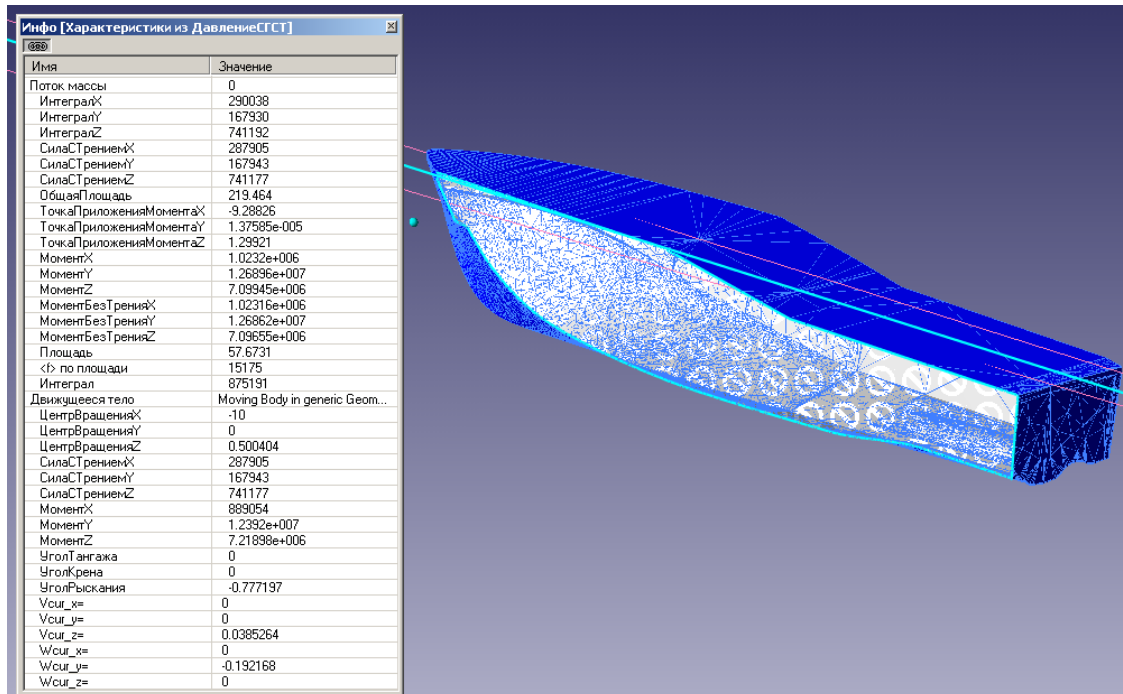 Инфо [Характеристики из ДавлениеСГСТ]
Имя Значение
Поток массы 0
ИнтегралX 290038
ИнтегралY 167930
ИнтегралZ 741192
СилаСТрениемX 287905
СилаСТрениемY 167943
СилаСТрениемZ 741177
ОбщаяПлощадь 219.464
ТочкаПриложенияМоментаX -9.28826
ТочкаПриложенияМоментаY 1.37585e-005
ТочкаПриложенияМоментаZ 1.29921
МоментX 1.0232e+006
МоментY 1.26896e+007
МоментZ 7.09945e+006
МоментБезТренияX 1.02316e+006
МоментБезТренияY 1.26862e+007
МоментБезТренияZ 7.09655e+006
Площадь 57.6731
<f> по площади 15175
Интеграл 875191
Движущееся тело Moving Body in generic Geom...
ЦентрВращенияX -10
ЦентрВращенияY 0
ЦентрВращенияZ 0.500404
СилаСТрениемX 287905
СилаСТрениемY 167943
СилаСТрениемZ 741177
МоментX 889054
МоментY 1.2392e+007
МоментZ 7.21898e+006
УголТангажа 0
УголКрена 0
УголРыскания -0.777197
Vcur_x= 0
Vcur_y= 0
Vcur_z= 0.0385264
Wcur_x= 0
Wcur_y= -0.192168
Wcur_z= 0